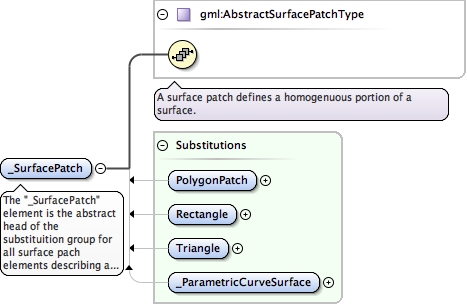 gml:AbstractSurfacePatchType
A surface patch defines a homogenuous portion of a
surface.
_SurfacePatch
The "_SurfacePatch"
element is the abstract
head of the
substituition group for
all surface pach
elements describing a...
Substitutions
PolygonPatch
Rectangle
Triangle
_ParametricCurveSurface